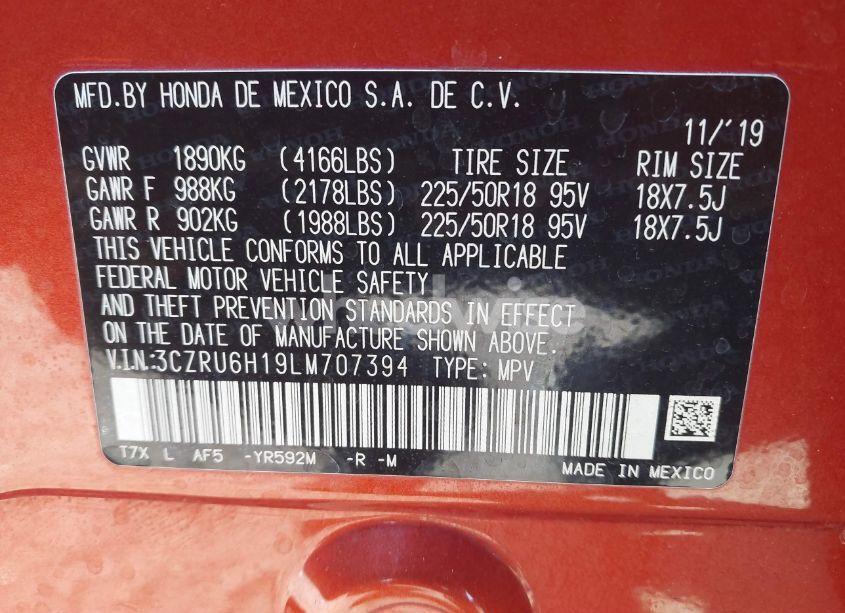 MFD.BY HONDA DE MEXICO S.A. DE C.V.
11/'19
GVWR 1890KG (4166LBS) TIRE SIZE RIM SIZE
GAWR F 988KG (2178LBS) 225/50R18 95V 18X7.5J
GAWR R 902KG (1988LBS) 225/50R18 95V 18X7.5J
THIS VEHICLE CONFORMS TO ALL APPLICABLE
FEDERAL MOTOR VEHICLE SAFETY
AND THEFT PREVENTION STANDARDS IN EFFECT
ON THE DATE OF MANUFACTURE SHOWN ABOVE.
V.I.N.:3CZRU6H19LM707394 TYPE: MPV
T7X L AF5 -YR592M -R -M
MADE IN MEXICO